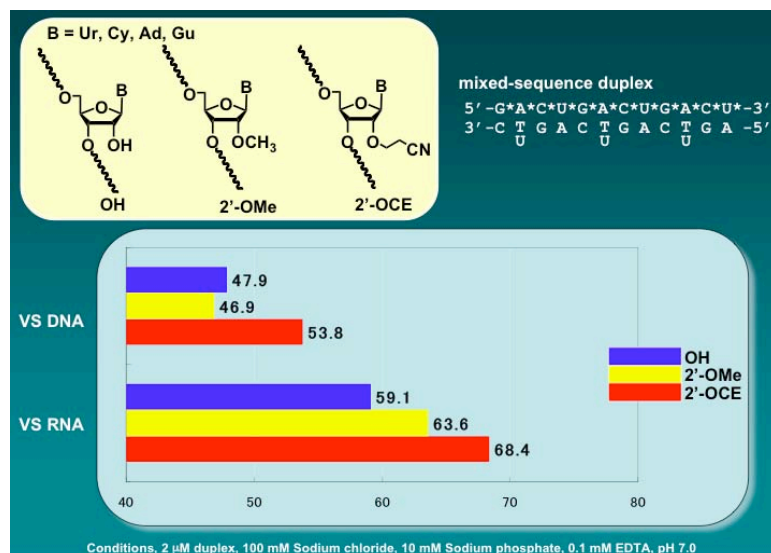 B = Ur, Cy, Ad, Gu
O
O
B
O
OH
OH
O
O
B
O
OCH3
2'-OMe
O
O
B
O
O
CN
2'-OCE
mixed-sequence duplex
5'-G*A*C*U*G*A*C*U*G*A*C*U*-3'
3'-C T G A C T G A C T G A -5'
U U U
VS DNA
47.9
46.9
53.8
VS RNA
59.1
63.6
68.4
OH
2'-OMe
2'-OCE
40 50 60 70 80
Conditions, 2 μM duplex, 100 mM Sodium chloride, 10 mM Sodium phosphate, 0.1 mM EDTA, pH 7.0